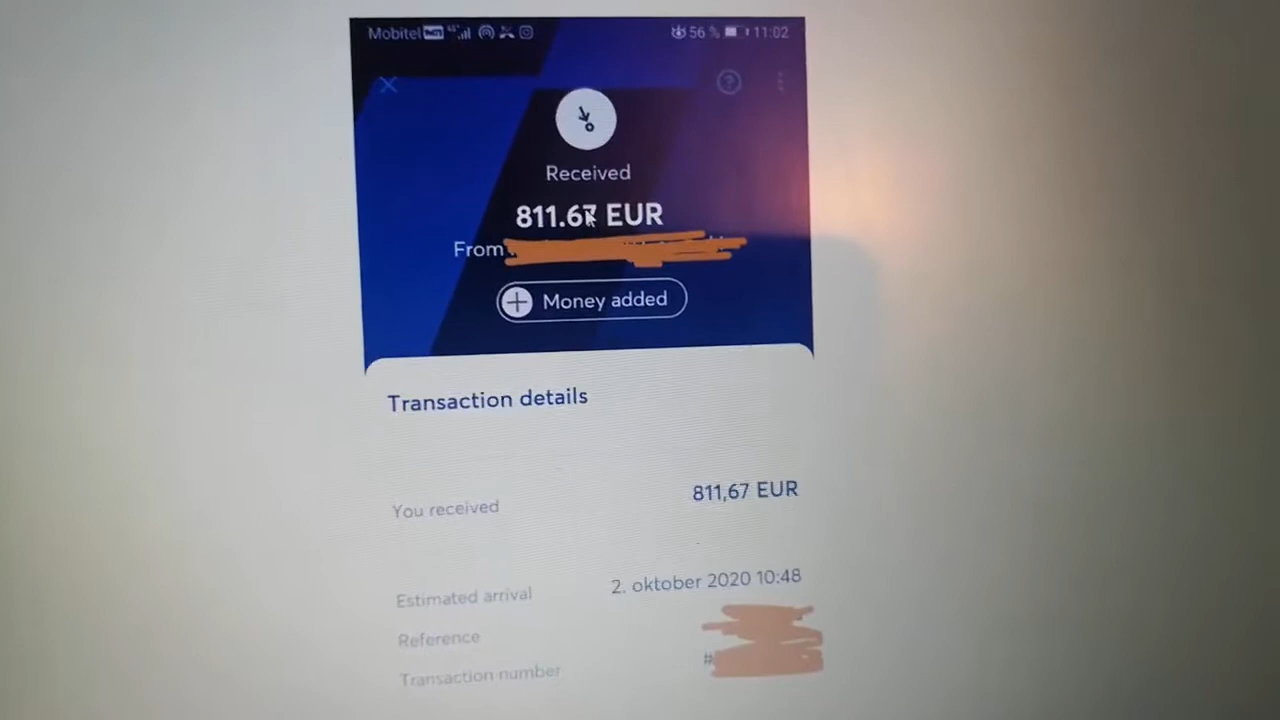 Mobitel 56 % 11:02
Received
811.67 EUR
From
Money added
Transaction details
You received 811,67 EUR
Estimated arrival 2. oktober 2020 10:48
Reference
Transaction number #